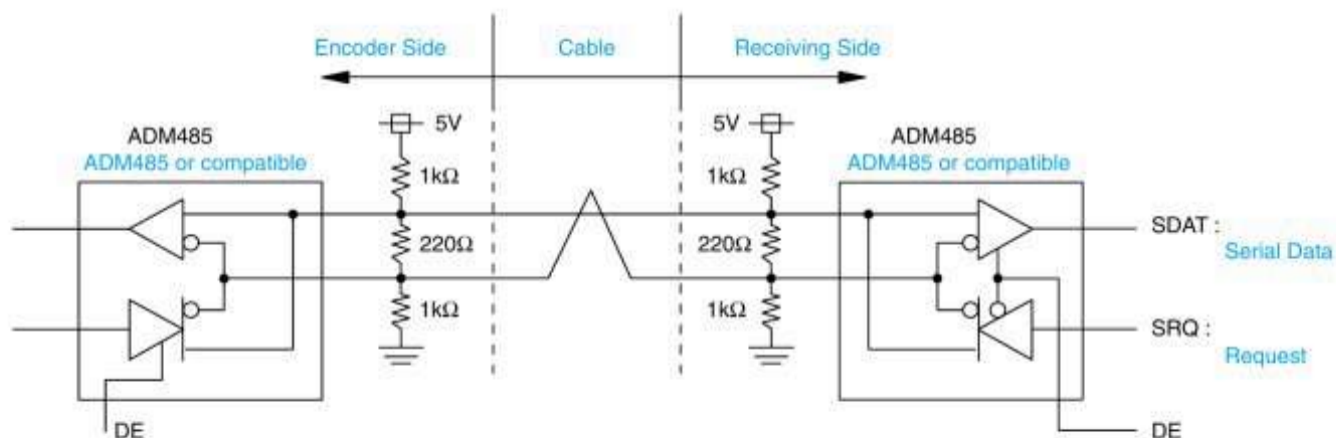 Encoder Side
Cable
Receiving Side
ADM485
ADM485 or compatible
5V
1kΩ
220Ω
1kΩ
DE
5V
1kΩ
220Ω
1kΩ
ADM485
ADM485 or compatible
SDAT :
Serial Data
SRQ :
Request
DE